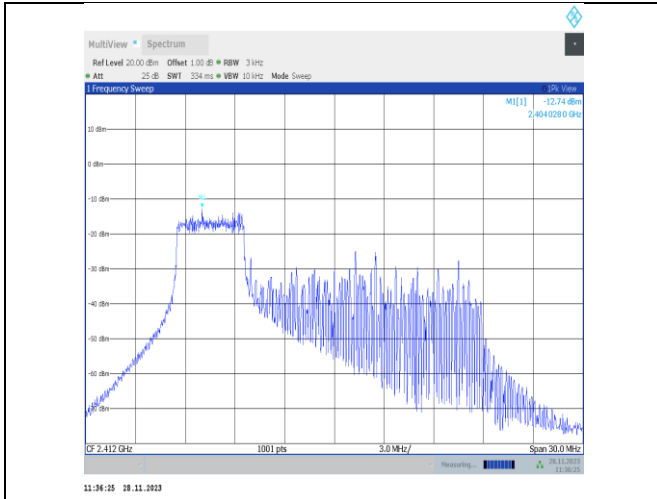 MultiView Spectrum
Ref Level 20.00 dBm Offset 1.00 dB RBW 3 kHz
Att 25 dB SWT 334 ms VBW 10 kHz Mode Sweep
1 Frequency Sweep 1Pk View
M1[1] -12.74 dBm
2.4040280 GHz
10 dBm
0 dBm
-10 dBm
M1
-20 dBm
-30 dBm
-40 dBm
-50 dBm
-60 dBm
-70 dBm
CF 2.412 GHz 1001 pts 3.0 MHz/ Span 30.0 MHz
Measuring... 28.11.2023
11:36:25
11:36:25 28.11.2023